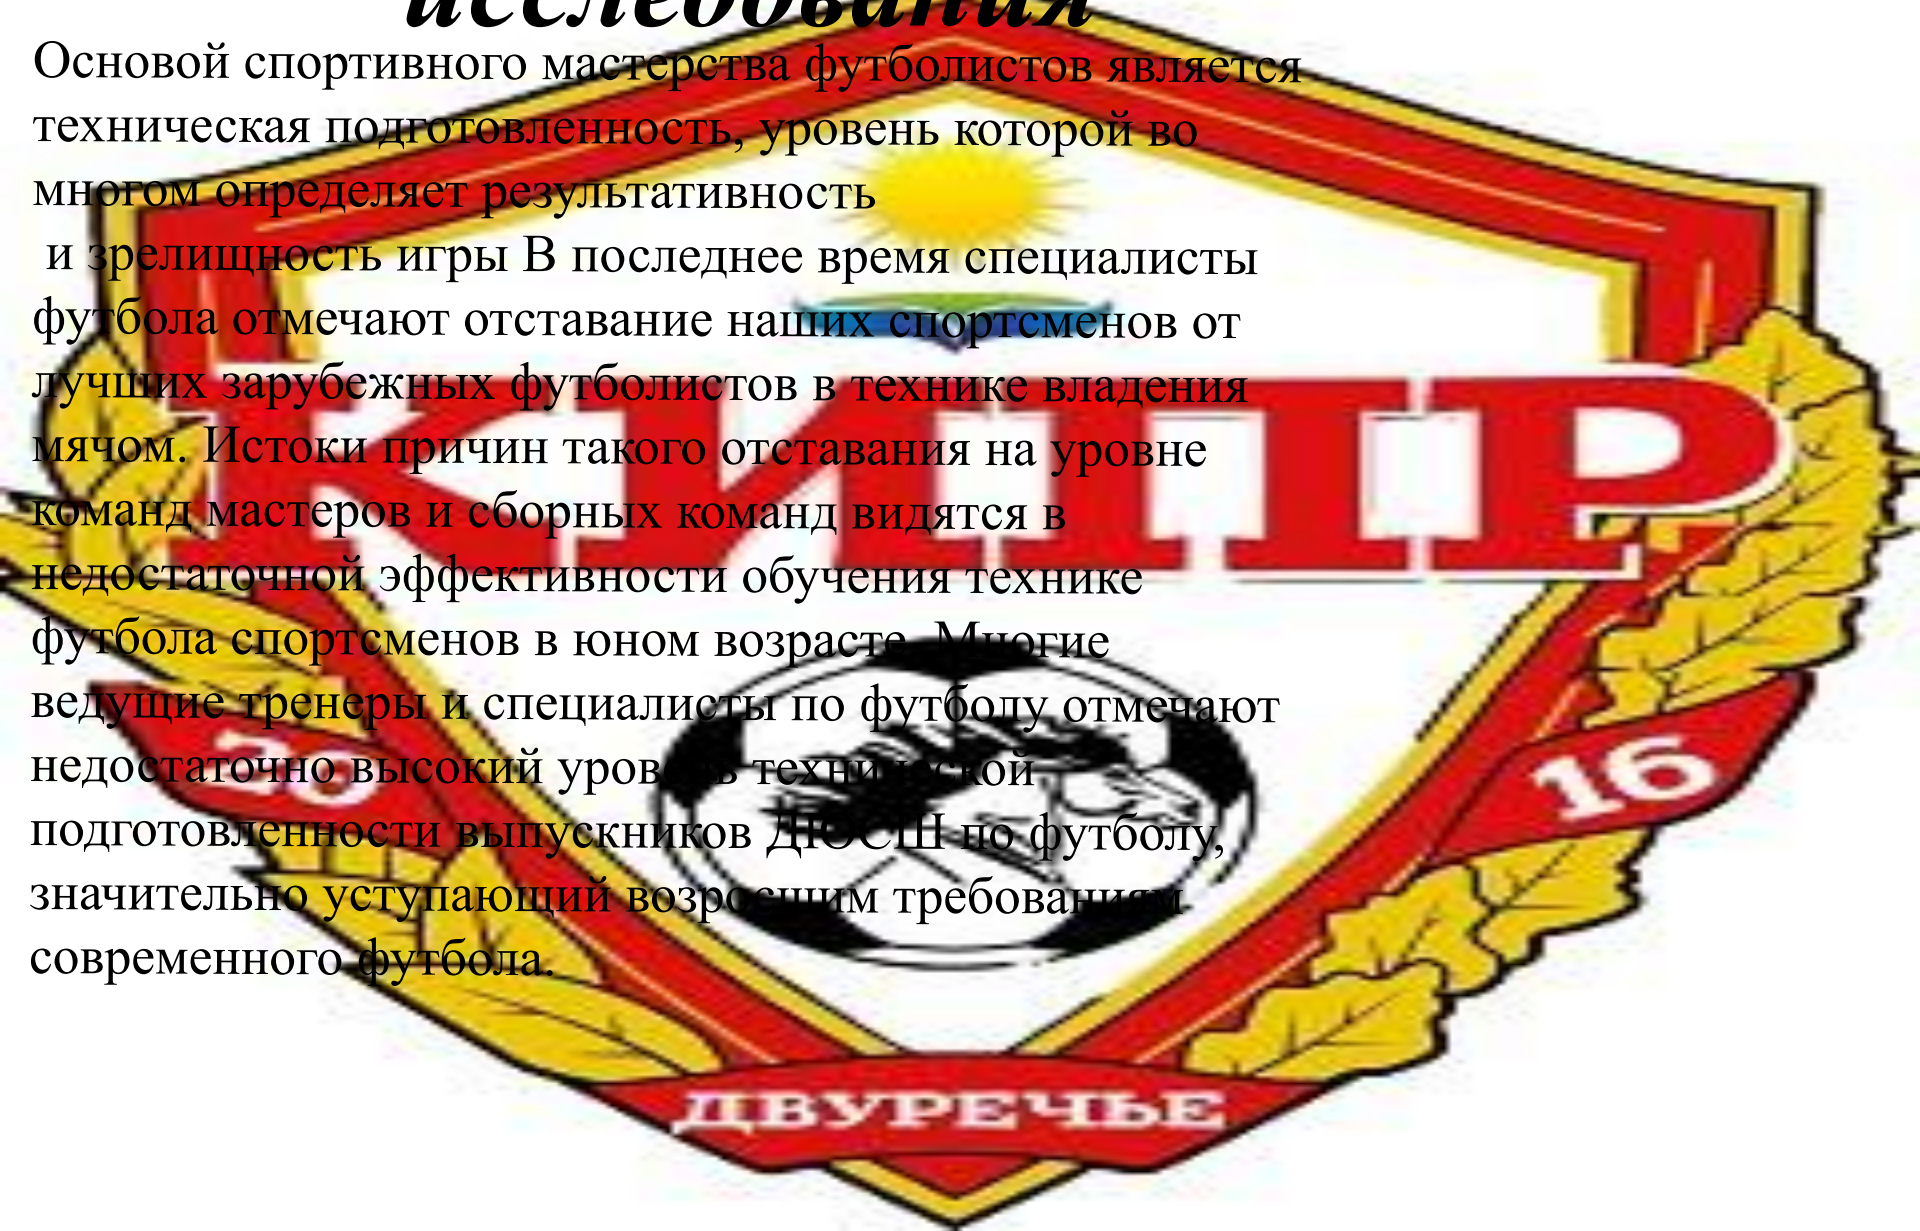 исследования
Основой спортивного мастерства футболистов является
техническая подготовленность, уровень которой во
многом определяет результативность
и зрелищность игры В последнее время специалисты
футбола отмечают отставание наших спортсменов от
лучших зарубежных футболистов в технике владения
мячом. Истоки причин такого отставания на уровне
команд мастеров и сборных команд видятся в
недостаточной эффективности обучения технике
футбола спортсменов в юном возрасте. Многие
ведущие тренеры и специалисты по футболу отмечают
недостаточно высокий уровень технической
подготовленности выпускников ДЮСШ по футболу,
значительно уступающий возросшим требованиям
современного футбола.
КИПР
20
16
ДВУРЕЧЬЕ